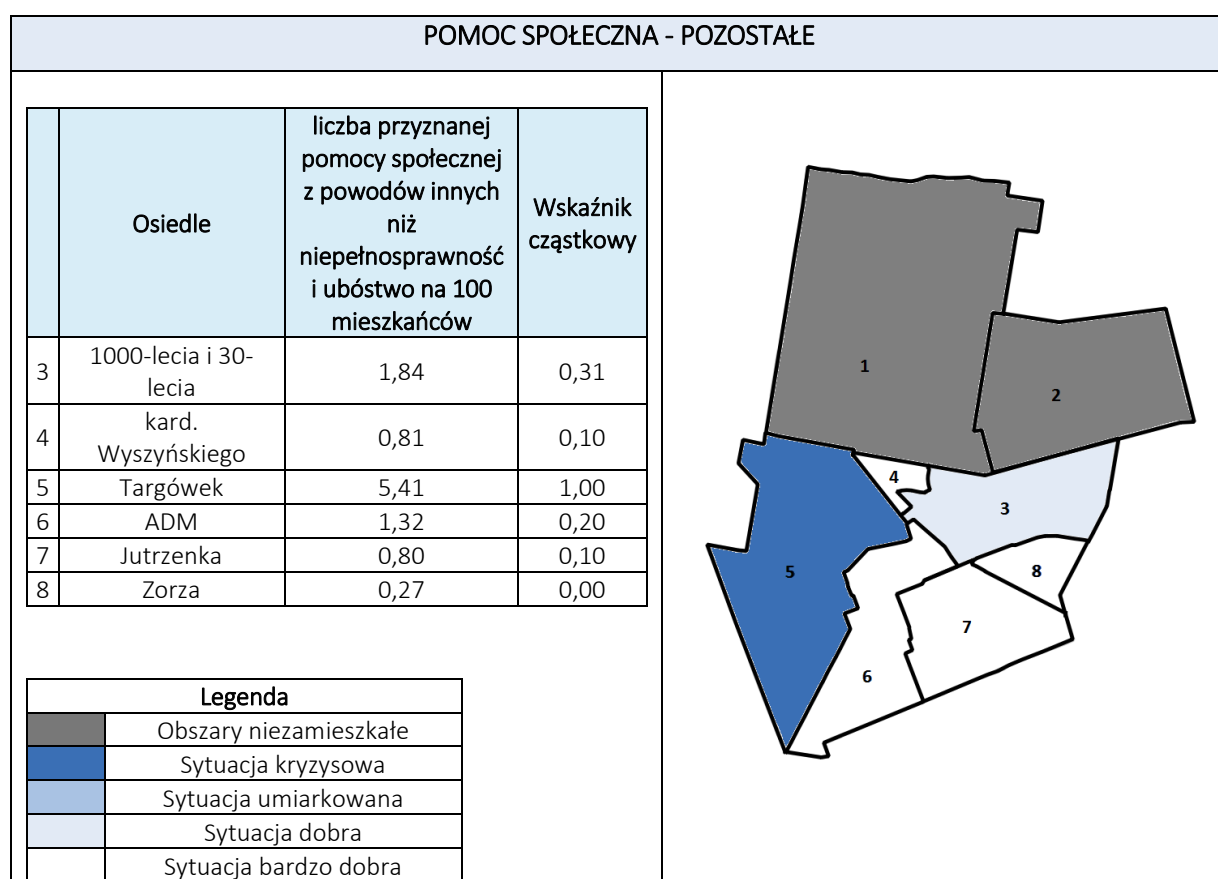 POMOC SPOŁECZNA - POZOSTAŁE
Osiedle
liczba przyznanej
pomocy społecznej
z powodów innych
niż
niepełnosprawność
i ubóstwo na 100
mieszkańców
Wskaźnik
cząstkowy
3 1000-lecia i 30-
lecia 1,84 0,31
4 kard.
Wyszyńskiego 0,81 0,10
5 Targówek 5,41 1,00
6 ADM 1,32 0,20
7 Jutrzenka 0,80 0,10
8 Zorza 0,27 0,00
Legenda
Obszary niezamieszkałe
Sytuacja kryzysowa
Sytuacja umiarkowana
Sytuacja dobra
Sytuacja bardzo dobra
1
2
4
3
5
8
7
6